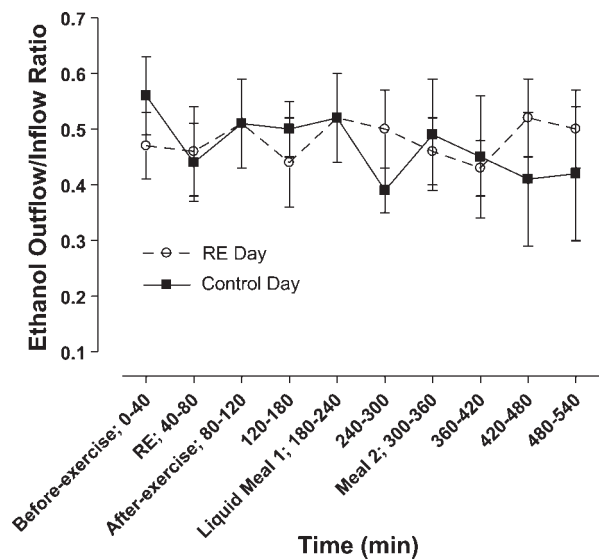 Ethanol Outflow/Inflow Ratio
0.7
0.6
0.5
0.4
0.3
0.2
0.1
RE Day
Control Day
Before-exercise; 0-40
RE; 40-80
After-exercise; 80-120
120-180
Liquid Meal 1; 180-240
240-300
Meal 2; 300-360
360-420
420-480
480-540
Time (min)